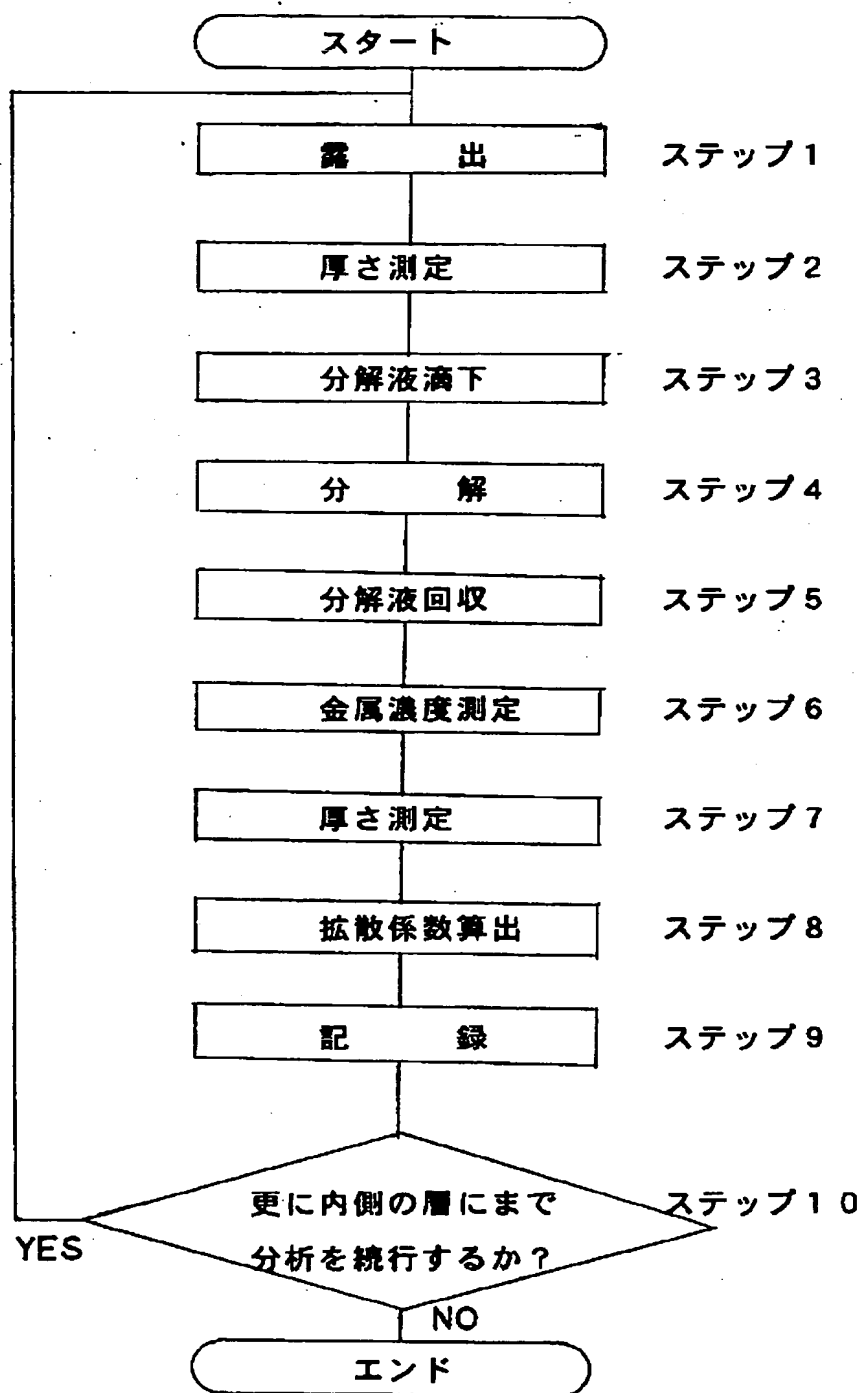 スタート
露 出 ステップ1
厚さ測定 ステップ2
分解液滴下 ステップ3
分 解 ステップ4
分解液回収 ステップ5
金属濃度測定 ステップ6
厚さ測定 ステップ7
拡散係数算出 ステップ8
記 録 ステップ9
更に内側の層にまで ステップ10
分析を続行するか?
YES
NO
エンド